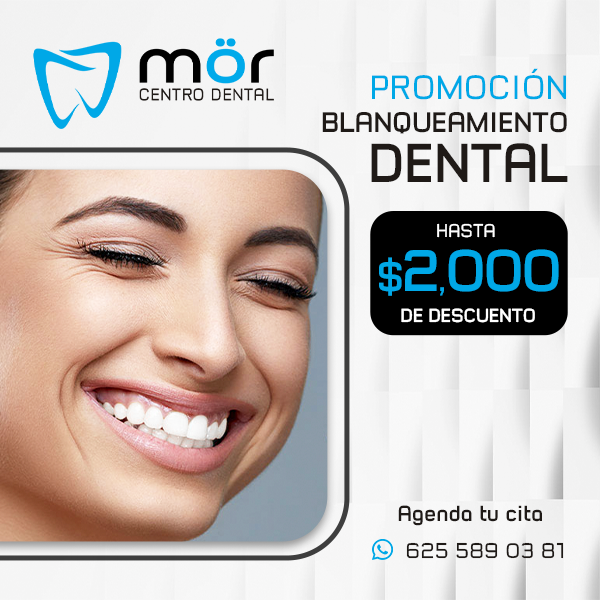 mör
CENTRO DENTAL
PROMOCIÓN
BLANQUEAMIENTO
DENTAL
HASTA
$2,000
DE DESCUENTO
Agenda tu cita
625 589 03 81